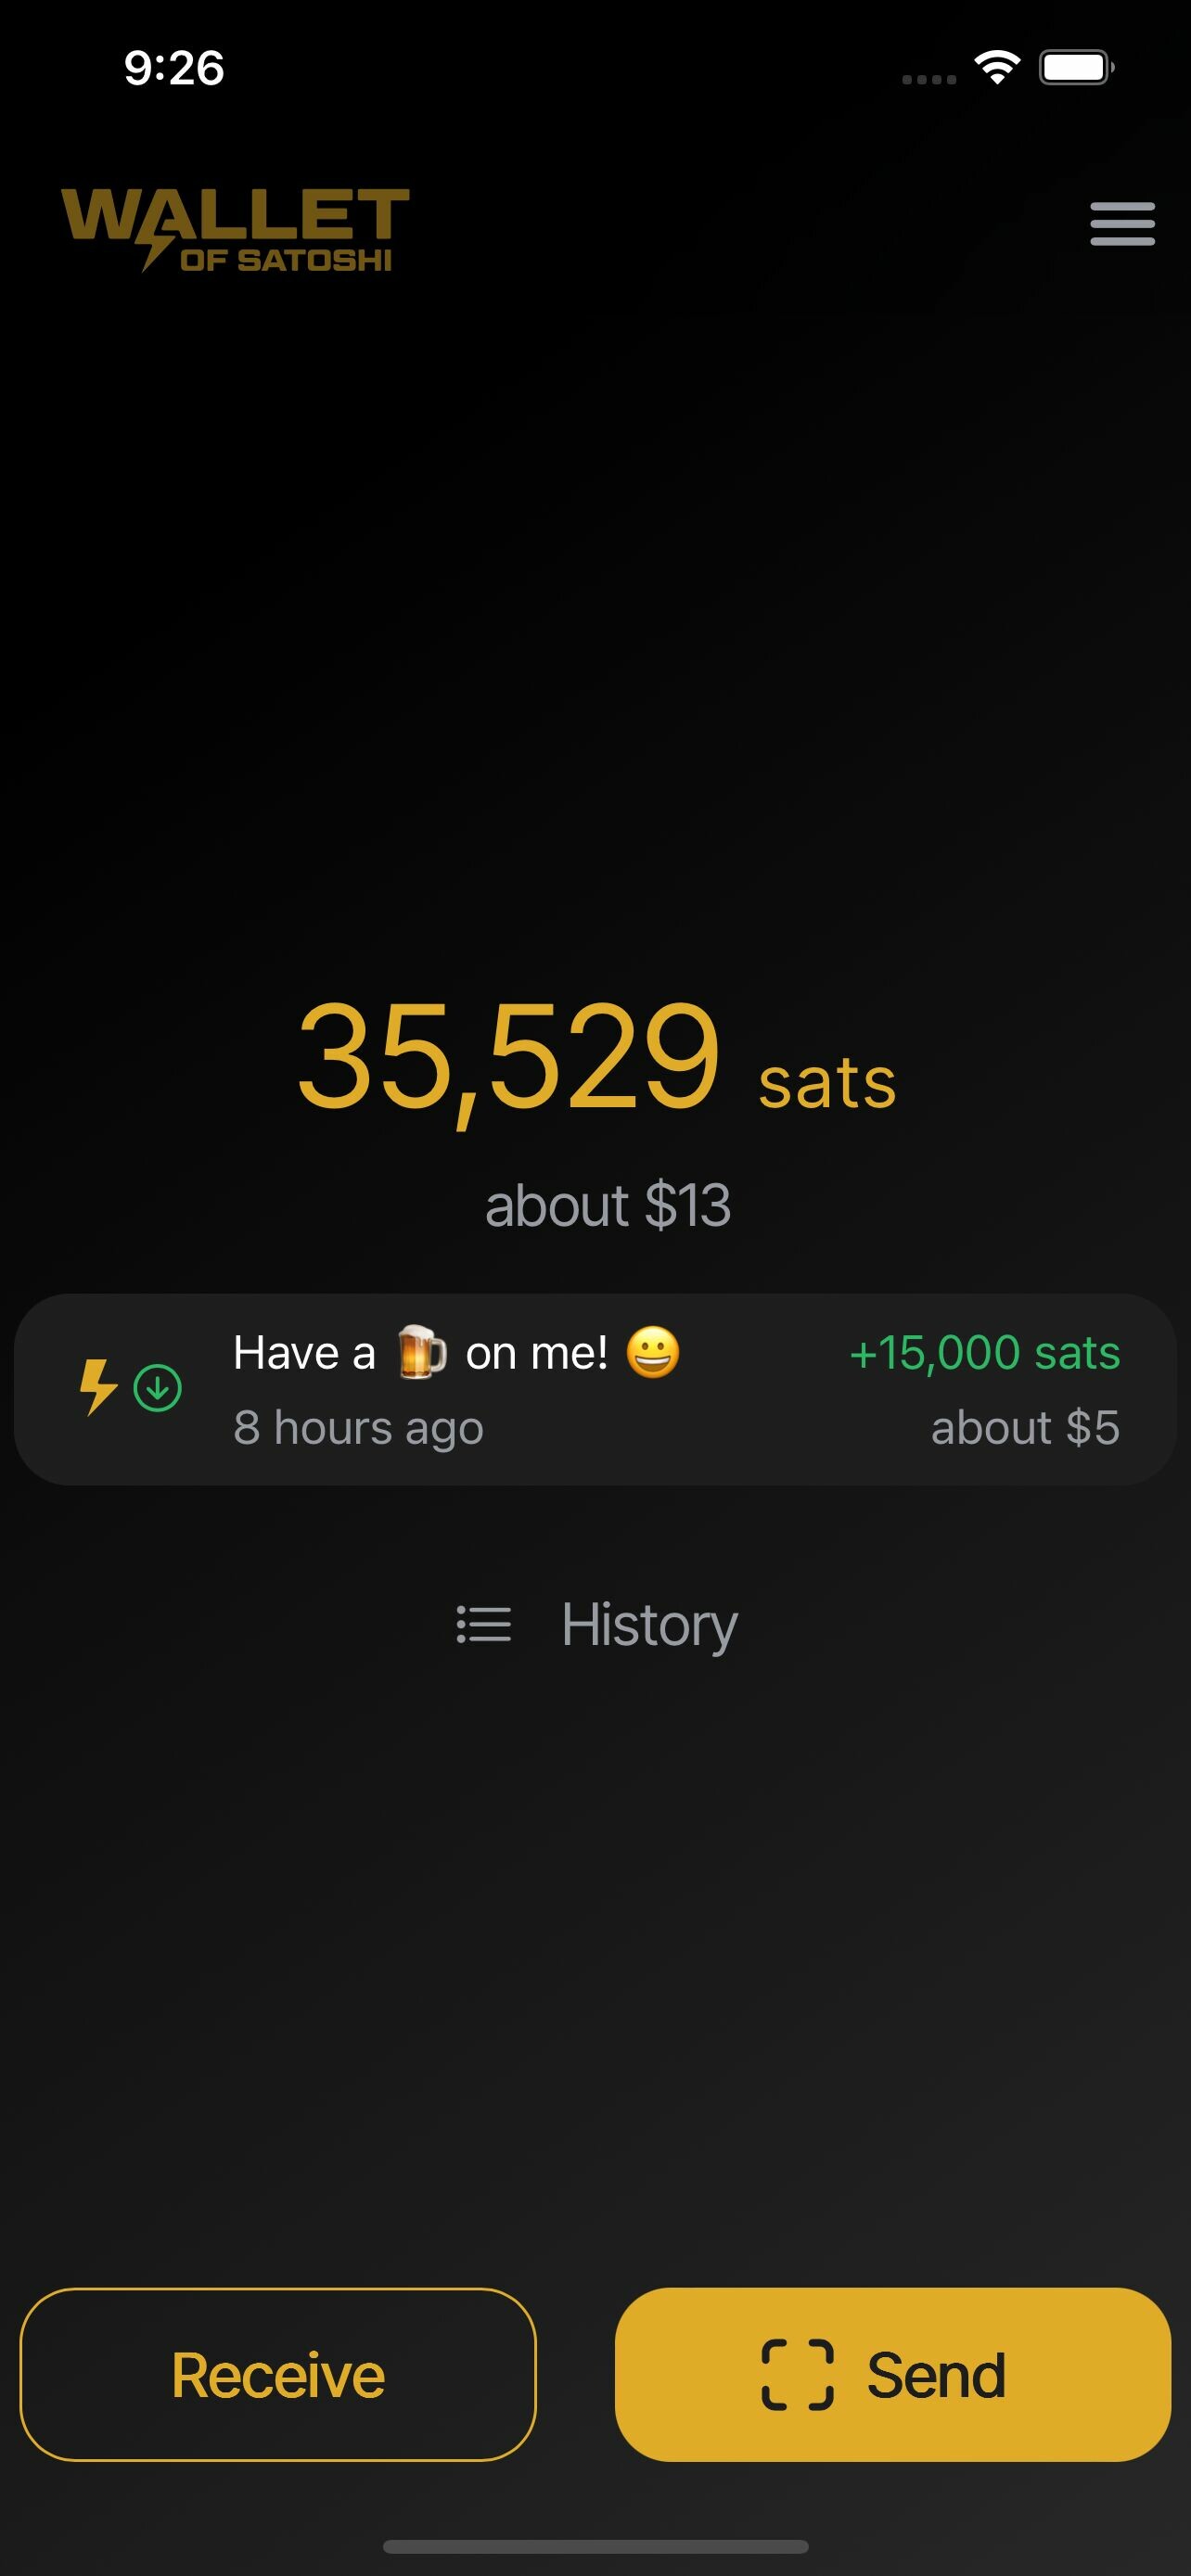 9:26
WALLET
OF SATOSHI
35,529 sats
about $13
Have a 🍺 on me! 😀
+15,000 sats
8 hours ago
about $5
History
Receive
Send